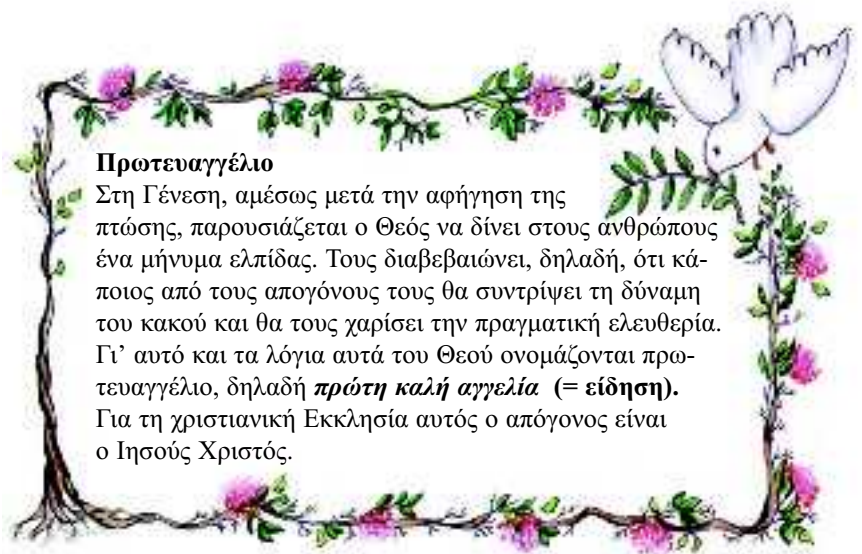 Πρωτευαγγέλιο
Στη Γένεση, αμέσως μετά την αφήγηση της
πτώσης, παρουσιάζεται ο Θεός να δίνει στους ανθρώπους
ένα μήνυμα ελπίδας. Τους διαβεβαιώνει, δηλαδή, ότι κά-
ποιος από τους απογόνους τους θα συντρίψει τη δύναμη
του κακού και θα τους χαρίσει την πραγματική ελευθερία.
Γι’ αυτό και τα λόγια αυτά του Θεού ονομάζονται πρω-
τευαγγέλιο, δηλαδή πρώτη καλή αγγελία (= είδηση).
Για τη χριστιανική Εκκλησία αυτός ο απόγονος είναι
ο Ιησούς Χριστός.